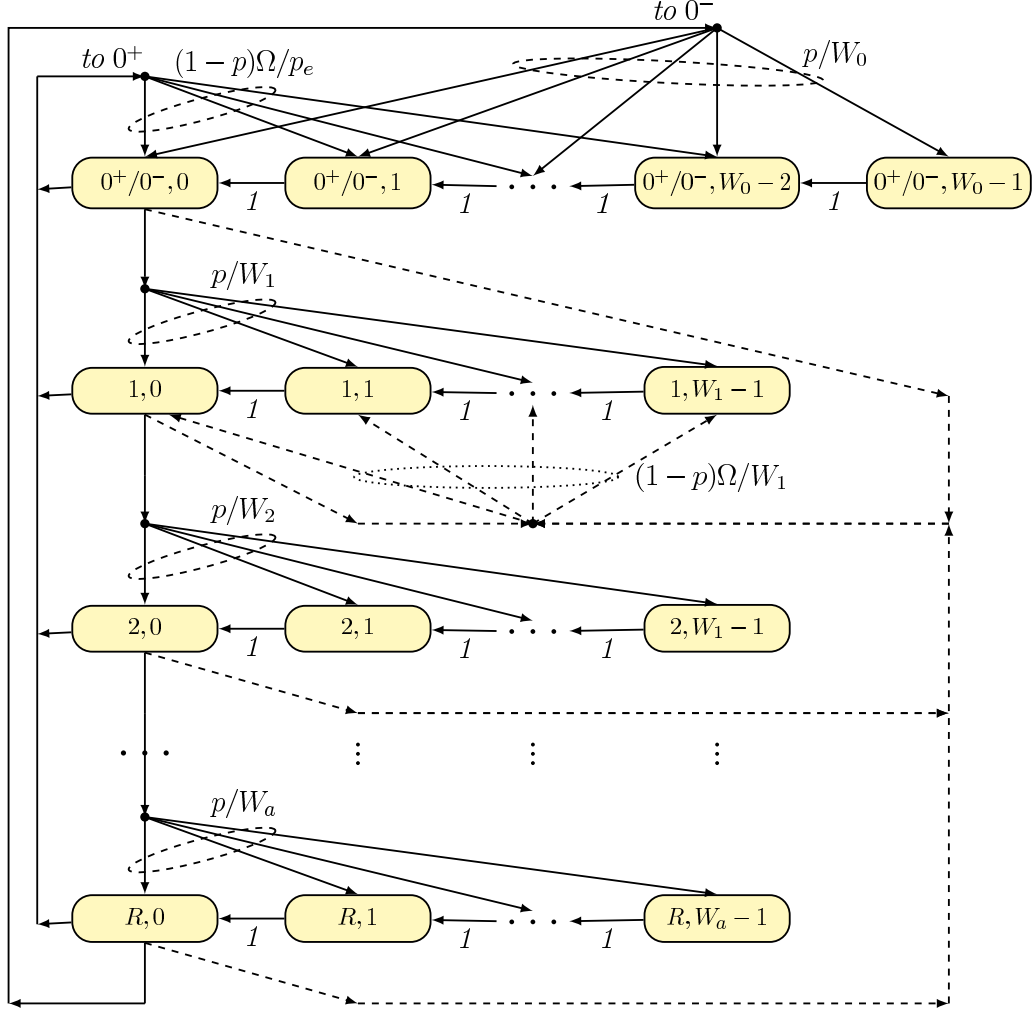 to 0⁻
to 0⁺
(1 − p)Ω/pₑ
p/W₀
0⁺/0⁻, 0
0⁺/0⁻, 1
· · ·
0⁺/0⁻, W₀ − 2
0⁺/0⁻, W₀ − 1
1
1
1
1
p/W₁
1, 0
1, 1
· · ·
1, W₁ − 1
1
1
1
(1 − p)Ω/W₁
p/W₂
2, 0
2, 1
· · ·
2, W₁ − 1
1
1
1
· · ·
⋮
⋮
⋮
p/Wₐ
R, 0
R, 1
· · ·
R, Wₐ − 1
1
1
1